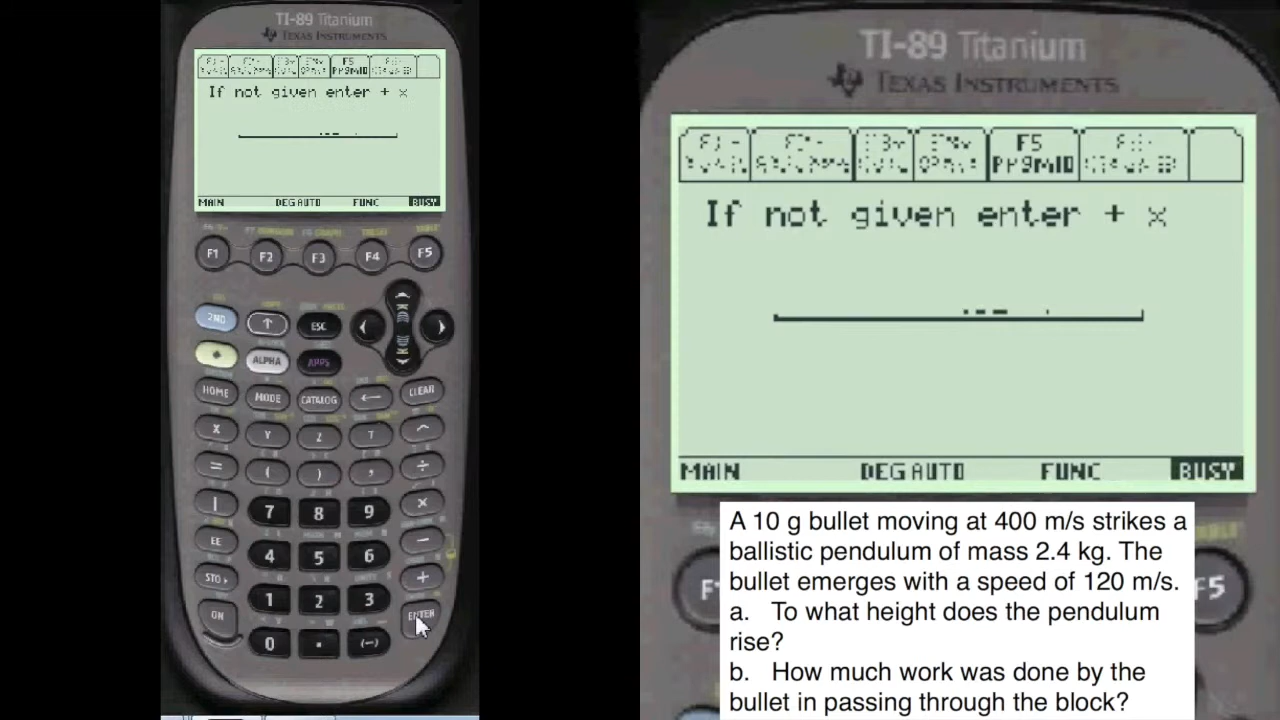 TI-89 Titanium
TEXAS INSTRUMENTS
F5
PrgmIO
If not given enter + x
MAIN DEG AUTO FUNC BUSY
F1 F2 F3 F4 F5
2ND ↑ ESC
ALPHA APPS
HOME MODE CATALOG ← CLEAR
X Y Z T ^
= ( ) , ÷
| 7 8 9 ×
EE 4 5 6 −
STO▸ 1 2 3 +
ON 0 . (−) ENTER
TI-89 Titanium
TEXAS INSTRUMENTS
F5
PrgmIO
If not given enter + x
MAIN DEG AUTO FUNC BUSY
F5
A 10 g bullet moving at 400 m/s strikes a
ballistic pendulum of mass 2.4 kg. The
bullet emerges with a speed of 120 m/s.
a. To what height does the pendulum
rise?
b. How much work was done by the
bullet in passing through the block?